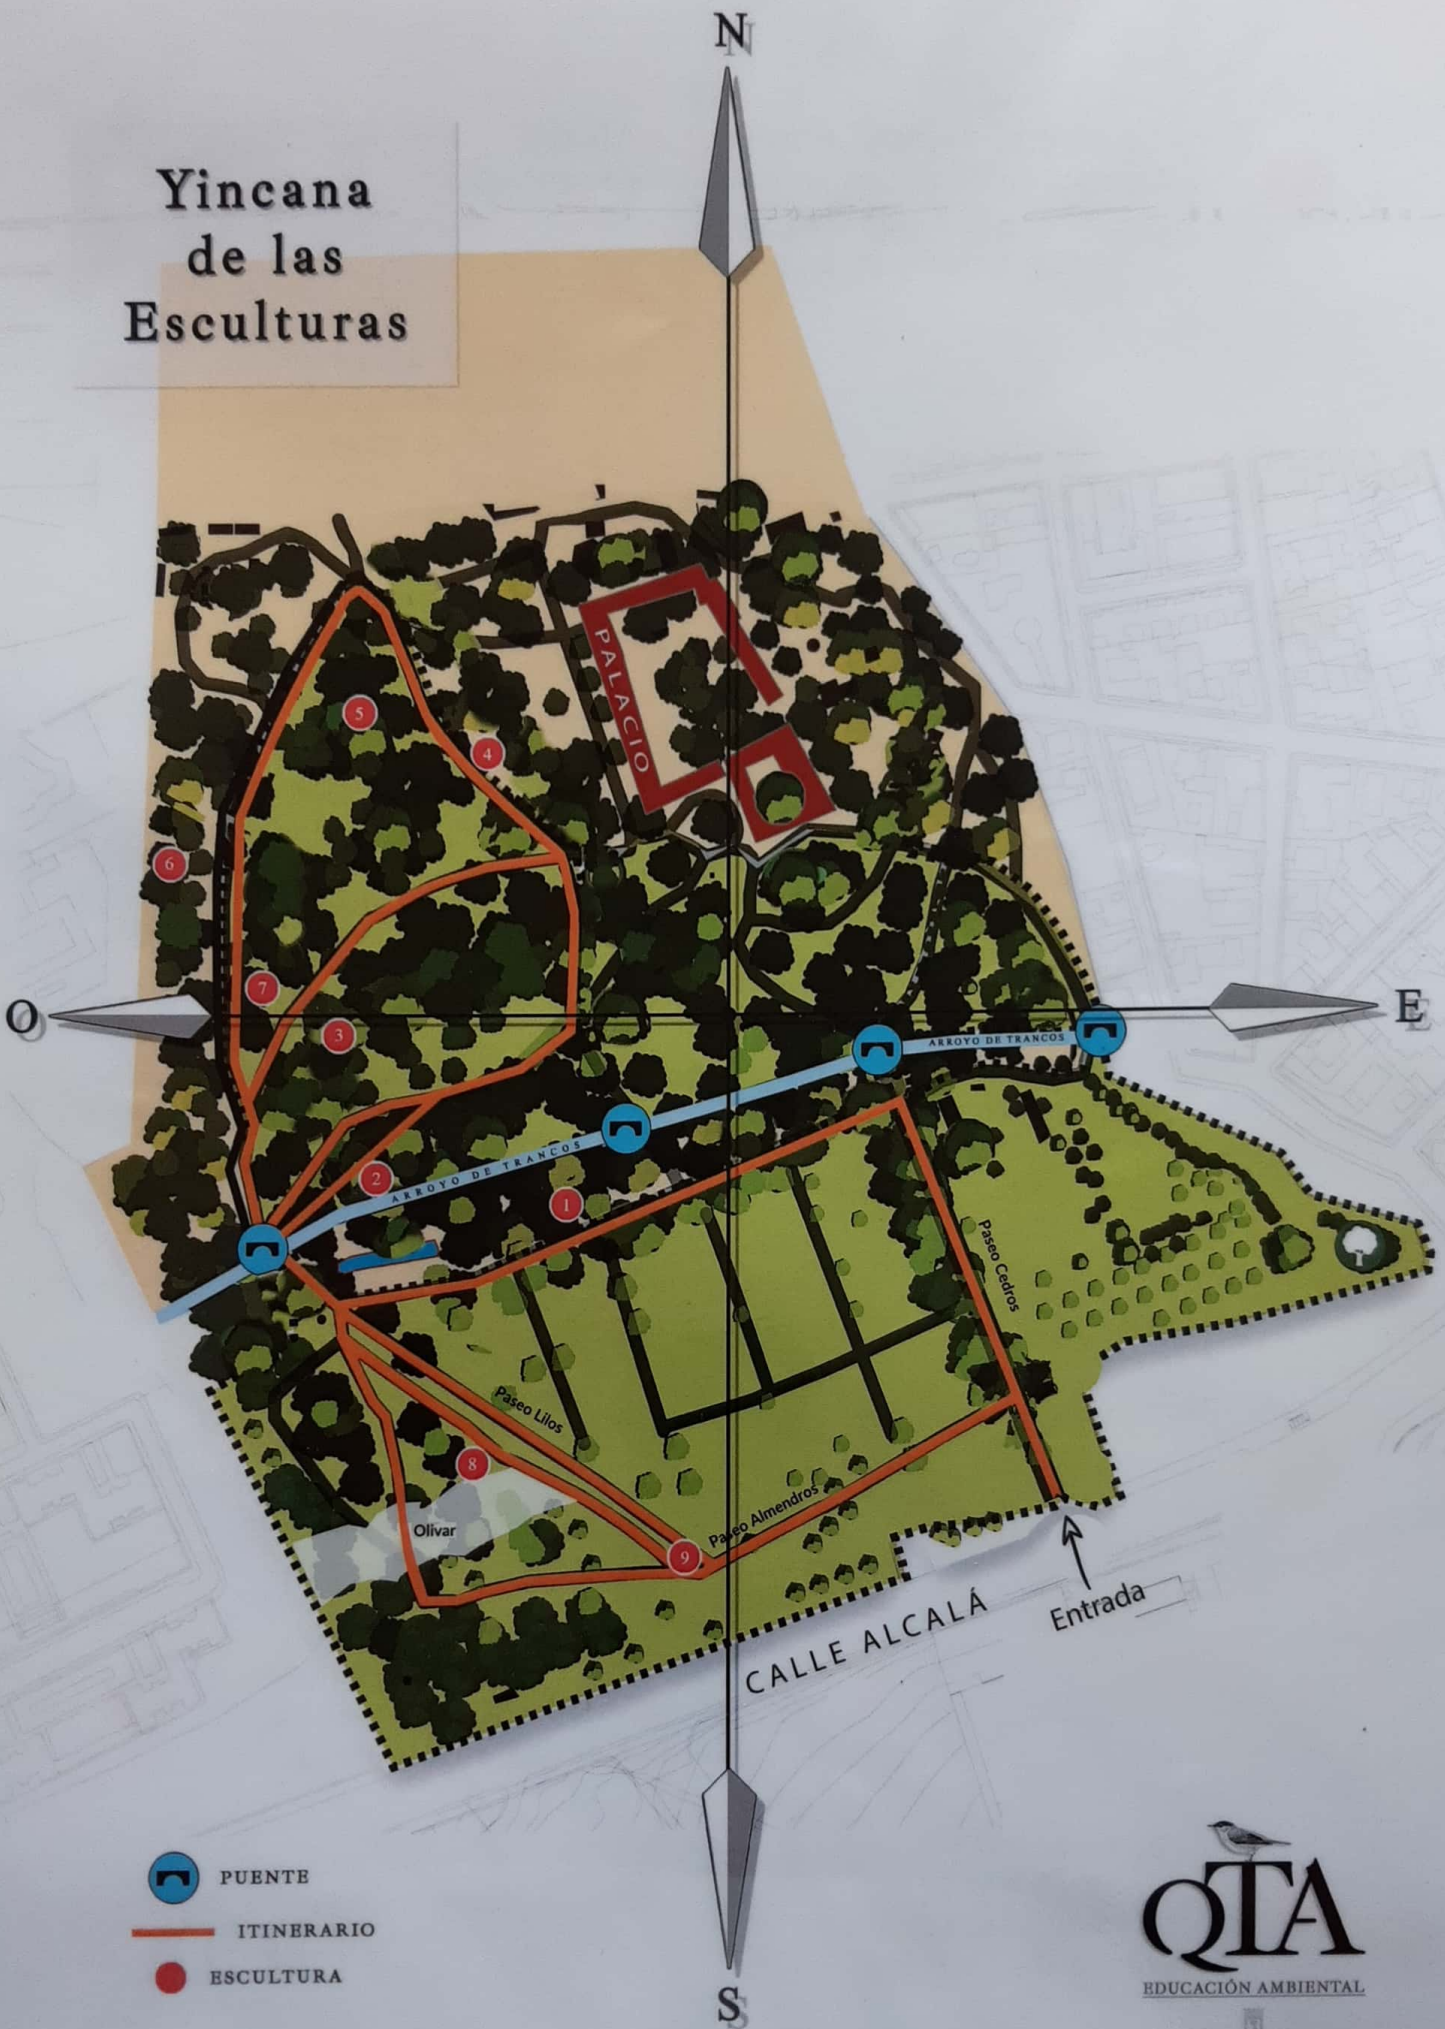 N
Yincana
de las
Esculturas
PALACIO
5
4
6
7
3
O
E
ARROYO DE TRANCOS
2
ARROYO DE TRANCOS
1
Paseo Cedros
Paseo Lilos
8
Olivar
Paseo Almendros
9
Entrada
CALLE ALCALÁ
PUENTE
ITINERARIO
ESCULTURA
S
QTA
EDUCACIÓN AMBIENTAL